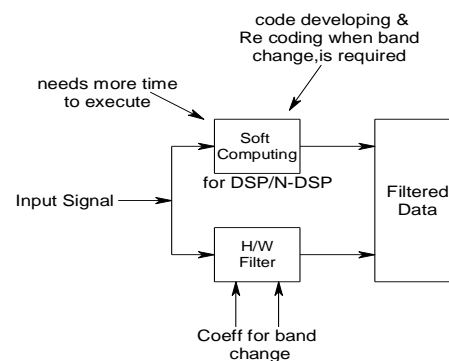 code developing &
Re coding when band
change,is required
needs more time
to execute
Soft
Computing
for DSP/N-DSP
Input Signal
Filtered
Data
H/W
Filter
Coeff for band
change